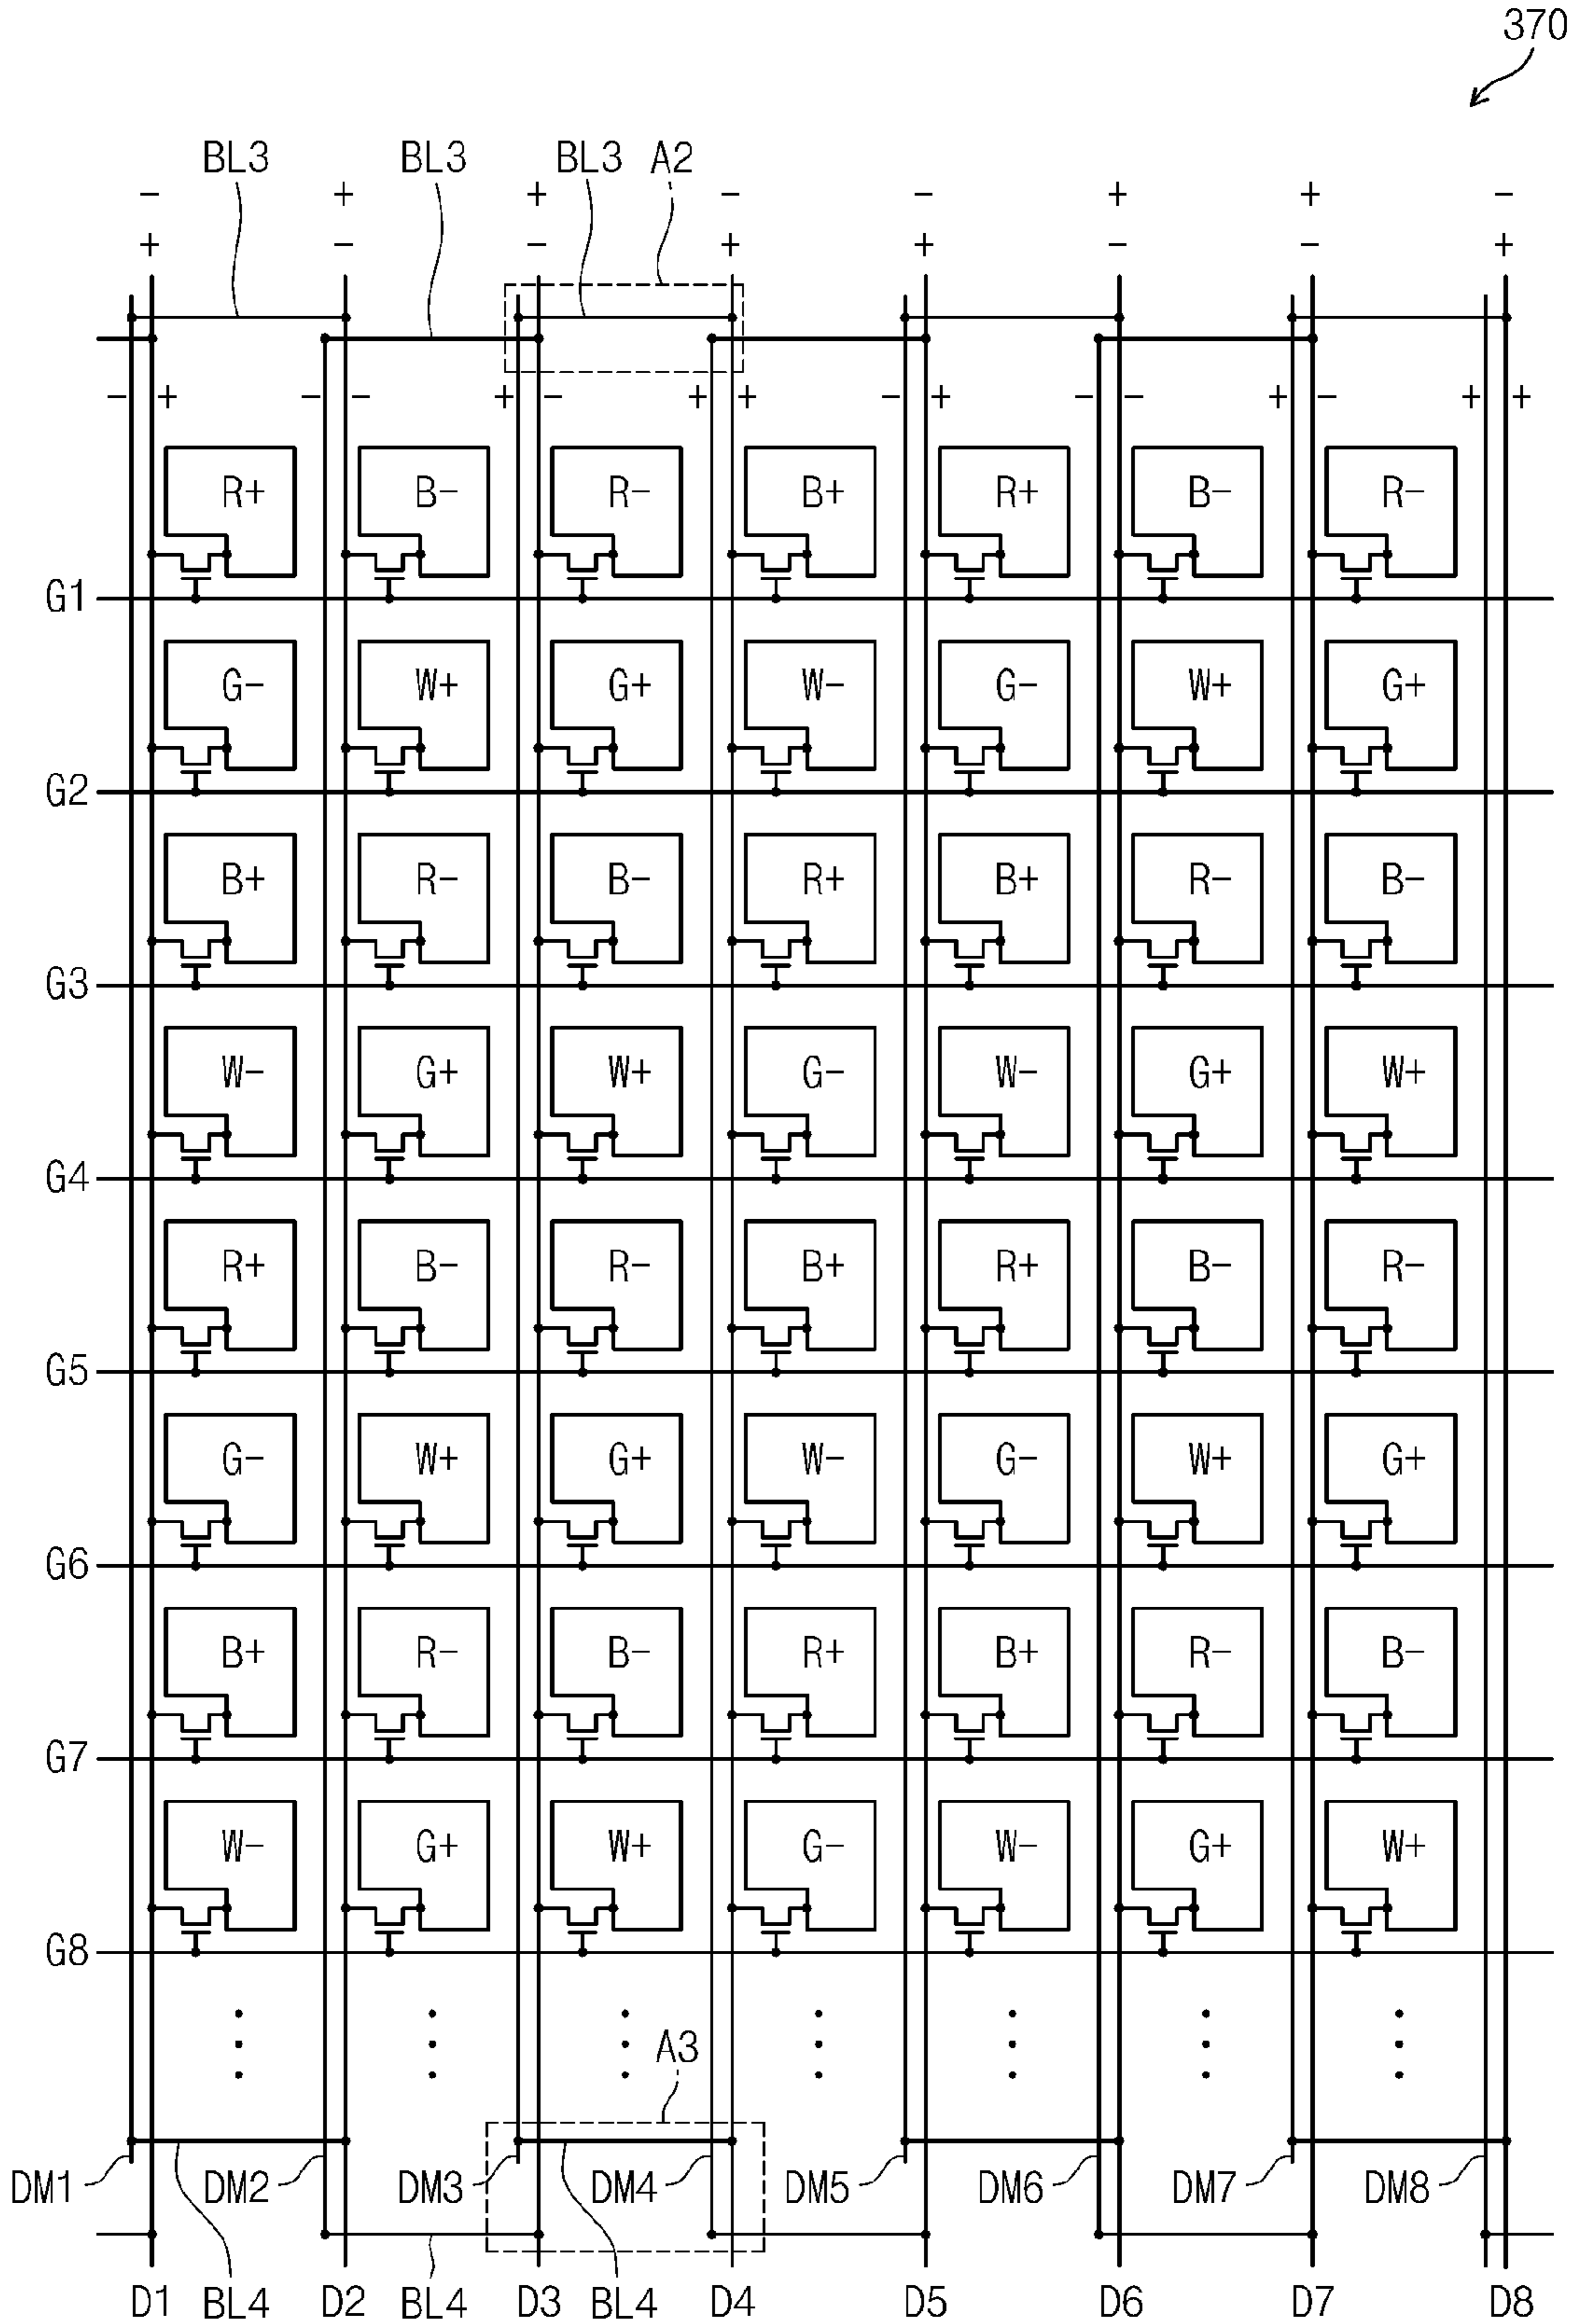 370
BL3 BL3 BL3 A2
− + + − − + + −
+ − − + + − − +
− + − − + − + + − + − − + − + +
R+ B− R− B+ R+ B− R−
G1
G− W+ G+ W− G− W+ G+
G2
B+ R− B− R+ B+ R− B−
G3
W− G+ W+ G− W− G+ W+
G4
R+ B− R− B+ R+ B− R−
G5
G− W+ G+ W− G− W+ G+
G6
B+ R− B− R+ B+ R− B−
G7
W− G+ W+ G− W− G+ W+
G8
A3
DM1 DM2 DM3 DM4 DM5 DM6 DM7 DM8
D1 BL4 D2 BL4 D3 BL4 D4 D5 D6 D7 D8